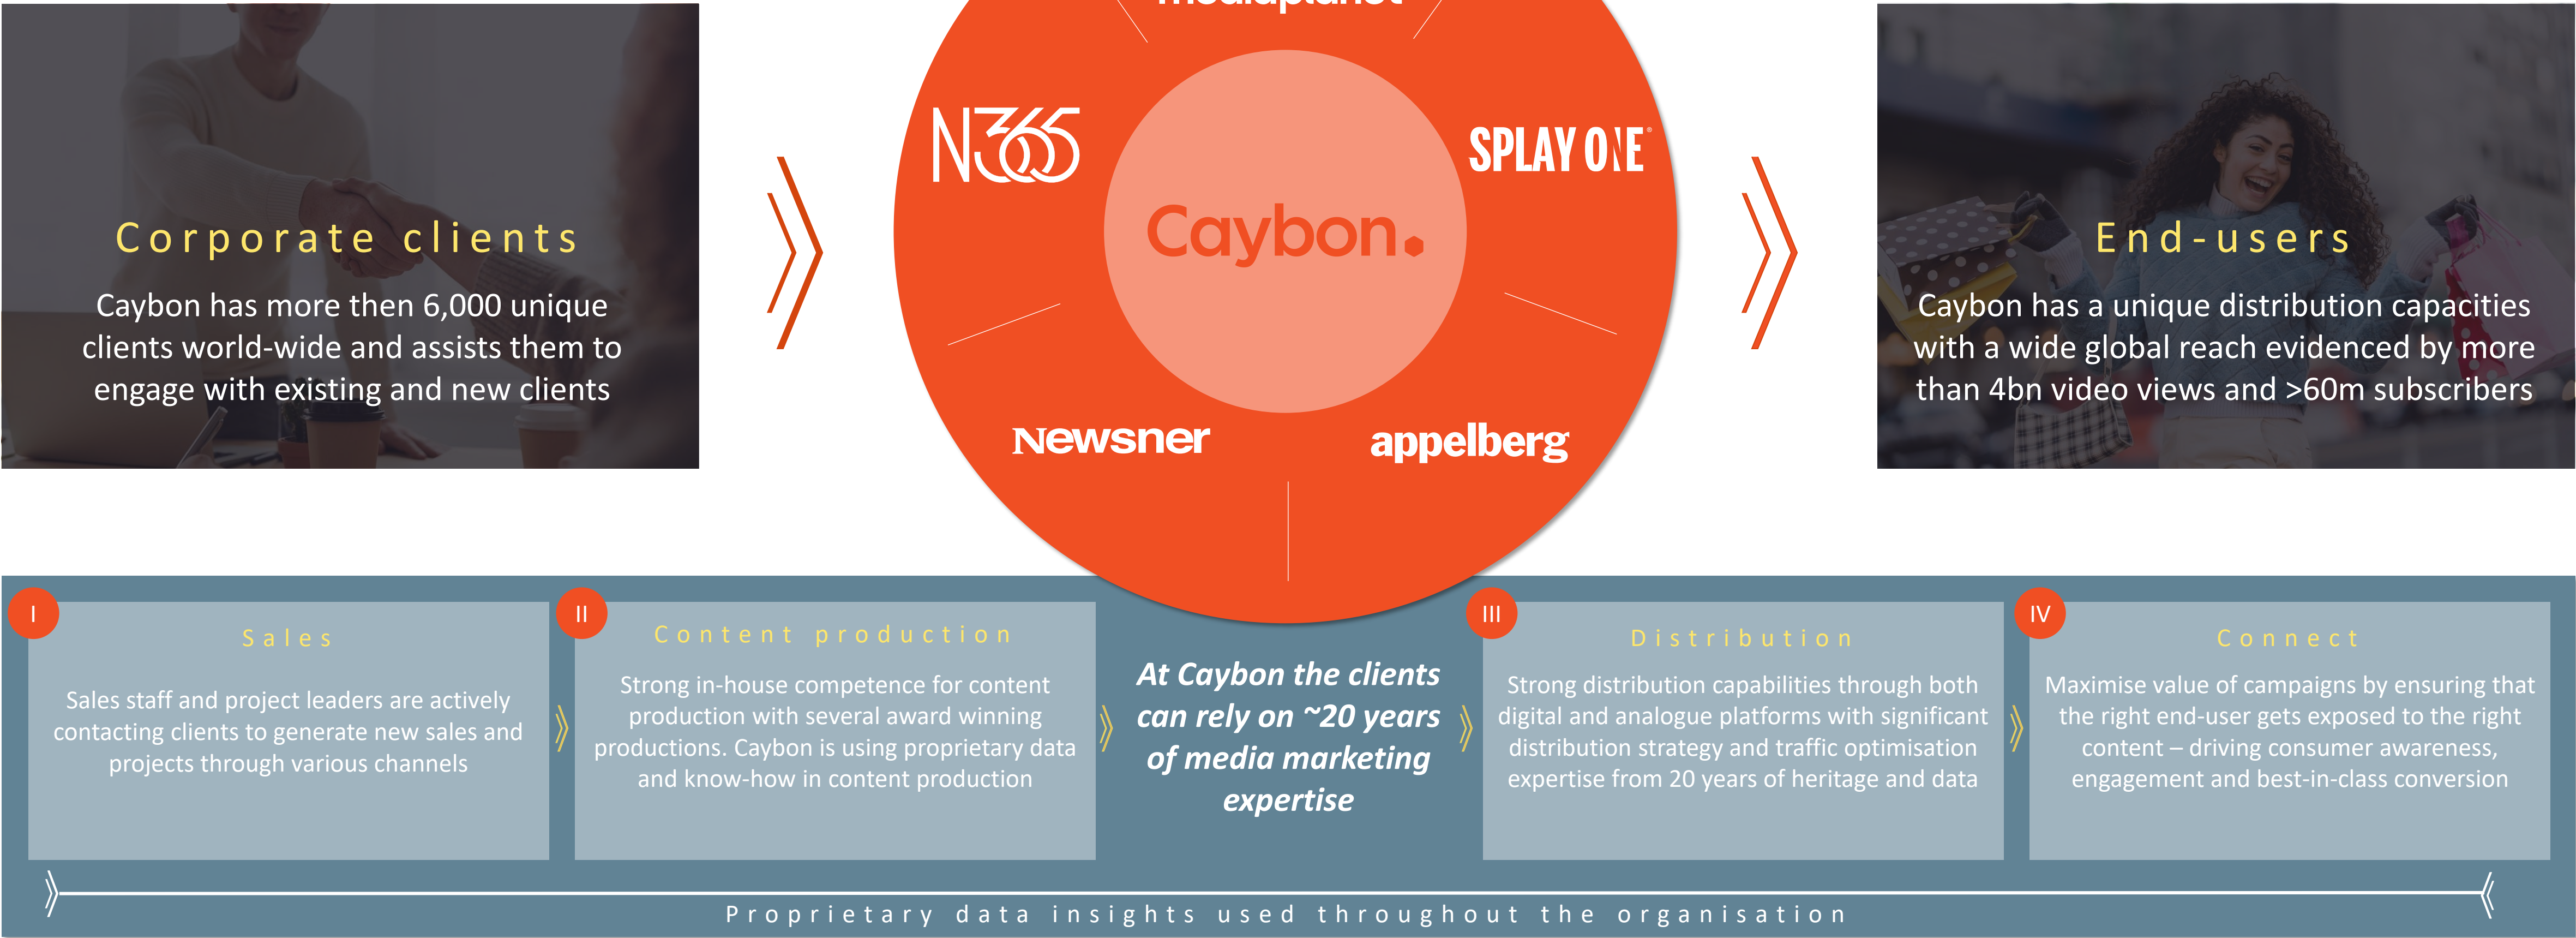 mediaplanet
N365
SPLAY ONE
Caybon.
Newsner
appelberg
Corporate clients
Caybon has more then 6,000 unique
clients world-wide and assists them to
engage with existing and new clients
End-users
Caybon has a unique distribution capacities
with a wide global reach evidenced by more
than 4bn video views and >60m subscribers
I
Sales
Sales staff and project leaders are actively
contacting clients to generate new sales and
projects through various channels
II
Content production
Strong in-house competence for content
production with several award winning
productions. Caybon is using proprietary data
and know-how in content production
At Caybon the clients
can rely on ~20 years
of media marketing
expertise
III
Distribution
Strong distribution capabilities through both
digital and analogue platforms with significant
distribution strategy and traffic optimisation
expertise from 20 years of heritage and data
IV
Connect
Maximise value of campaigns by ensuring that
the right end-user gets exposed to the right
content – driving consumer awareness,
engagement and best-in-class conversion
Proprietary data insights used throughout the organisation